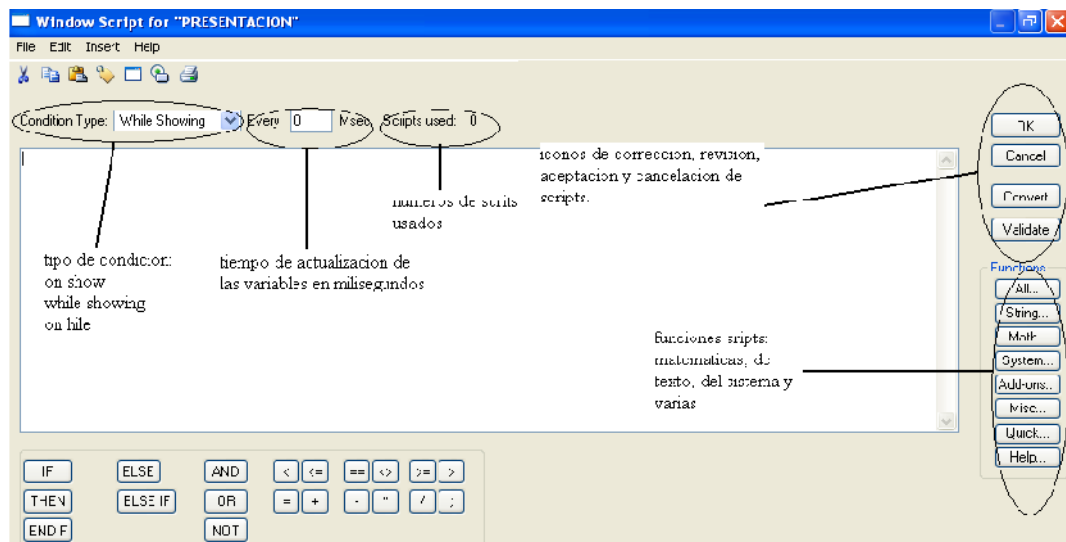 Window Script for "PRESENTACION"
File Edit Insert Help
Condition Type: While Showing Every 0 Msec Scripts used: 0
OK
Cancel
Convert
Validate
iconos de correccion, revision,
aceptacion y cancelacion de
scripts.
numeros de scrits
usados
tipo de condicion:
on show
while showing
on hile
tiempo de actualizacion de
las variables en milisegundos
Functions
All...
String...
Math...
System...
Add-ons...
Misc...
Quick...
Help...
funciones sripts:
matematicas, de
texto, del sistema y
varias
IF ELSE AND < <= == <> >= >
THEN ELSE IF OR = + - * / ;
END IF NOT